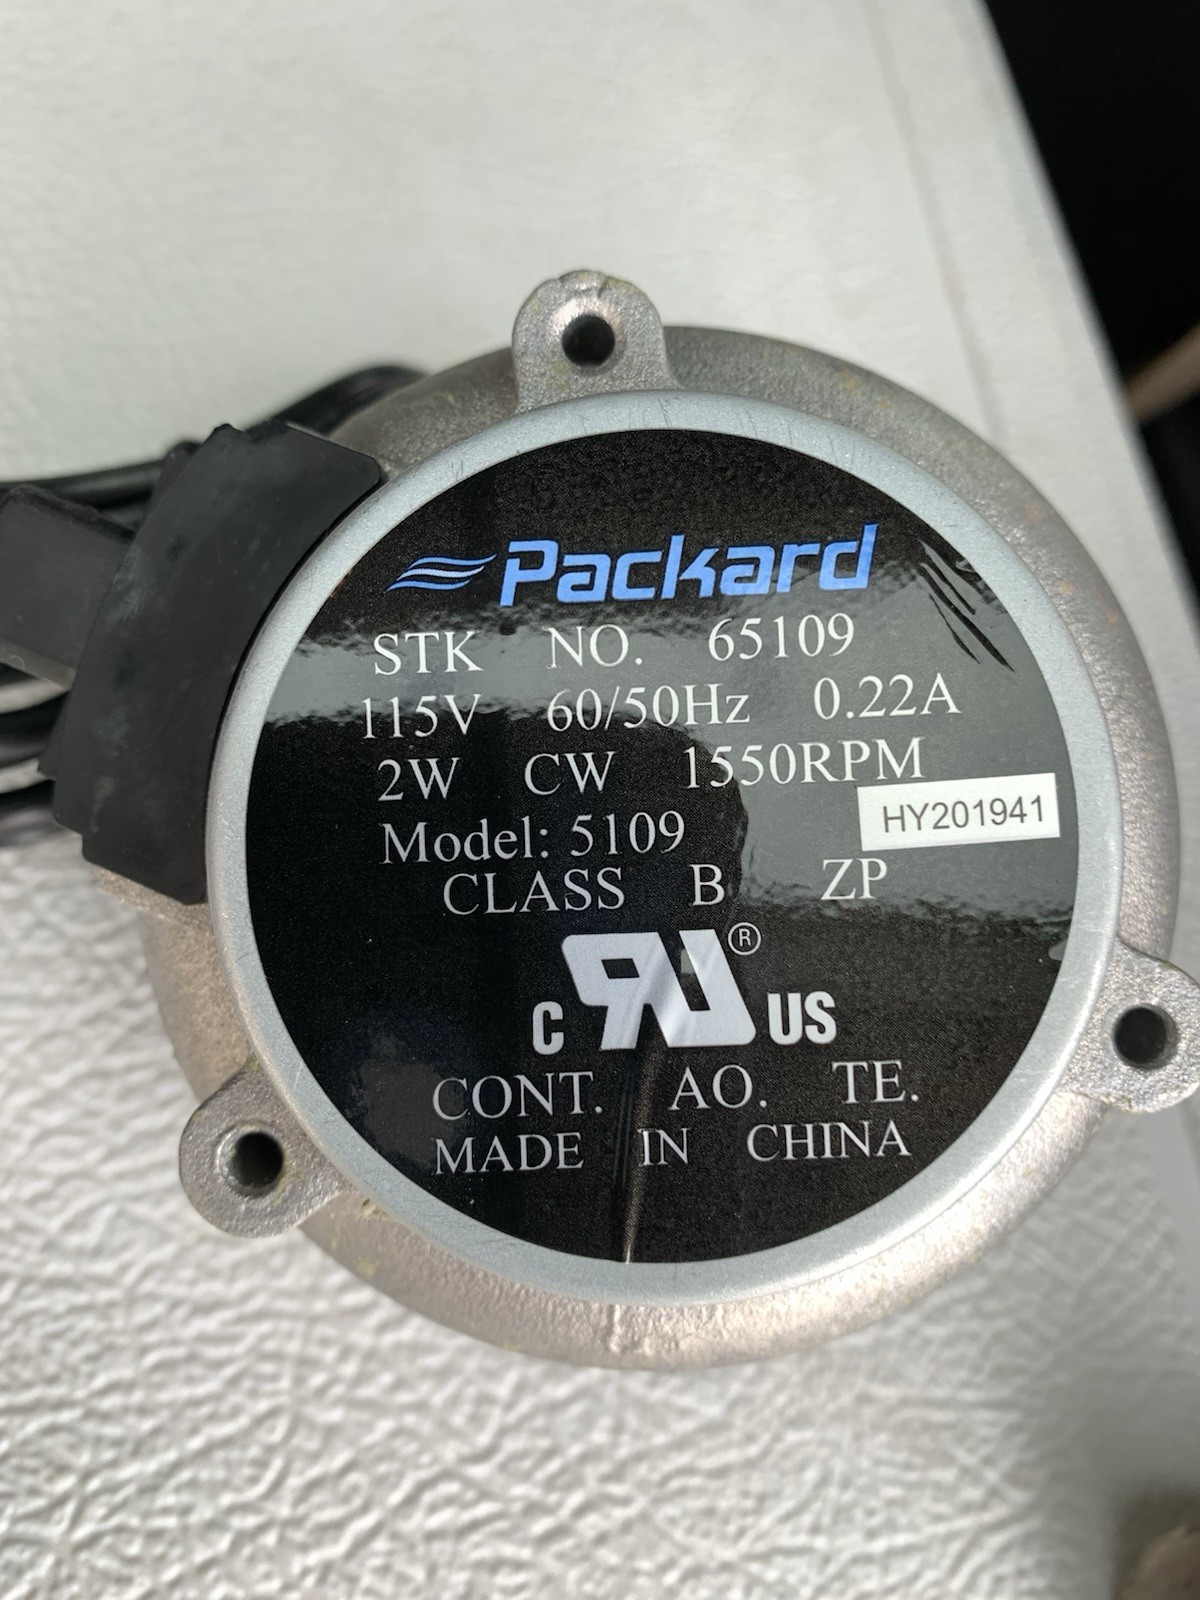 Packard
STK NO. 65109
115V 60/50Hz 0.22A
2W CW 1550RPM
HY201941
Model: 5109
CLASS B ZP
c RU® US
CONT. AO. TE.
MADE IN CHINA